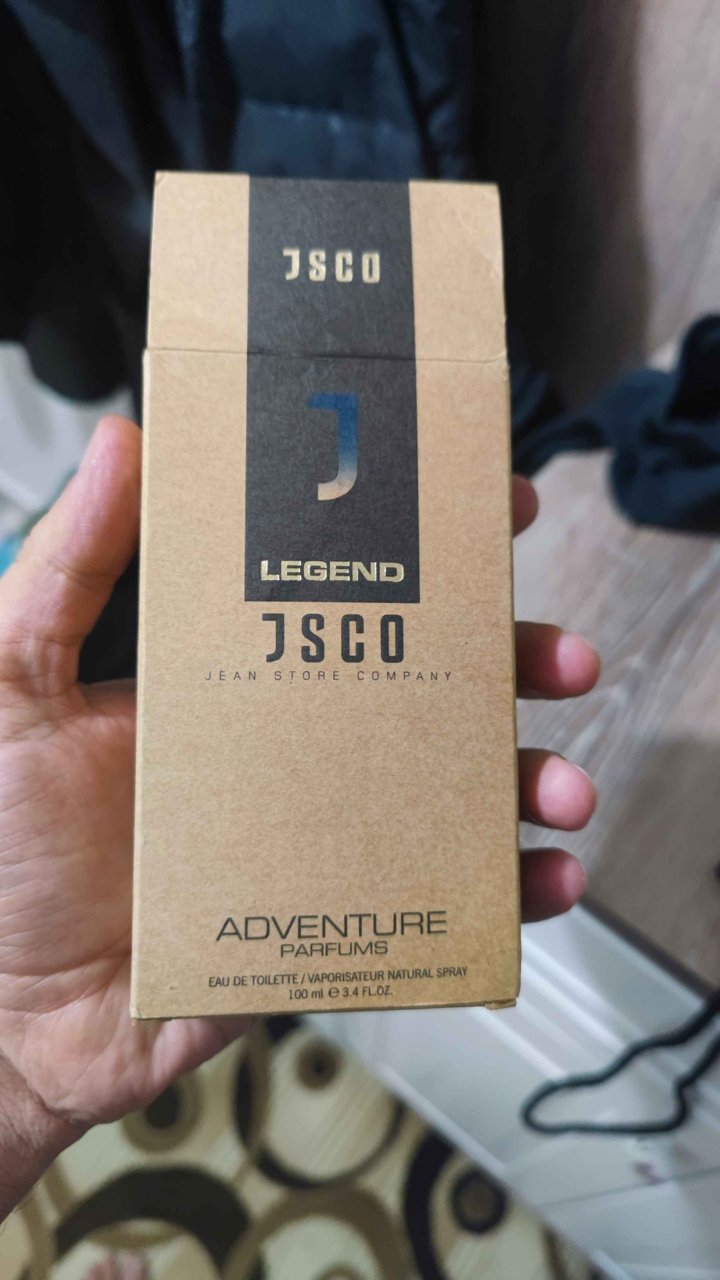 JSCO
J
LEGEND
JSCO
JEAN STORE COMPANY
ADVENTURE
PARFUMS
EAU DE TOILETTE / VAPORISATEUR NATURAL SPRAY
100 ml ℮ 3.4 FL.OZ.